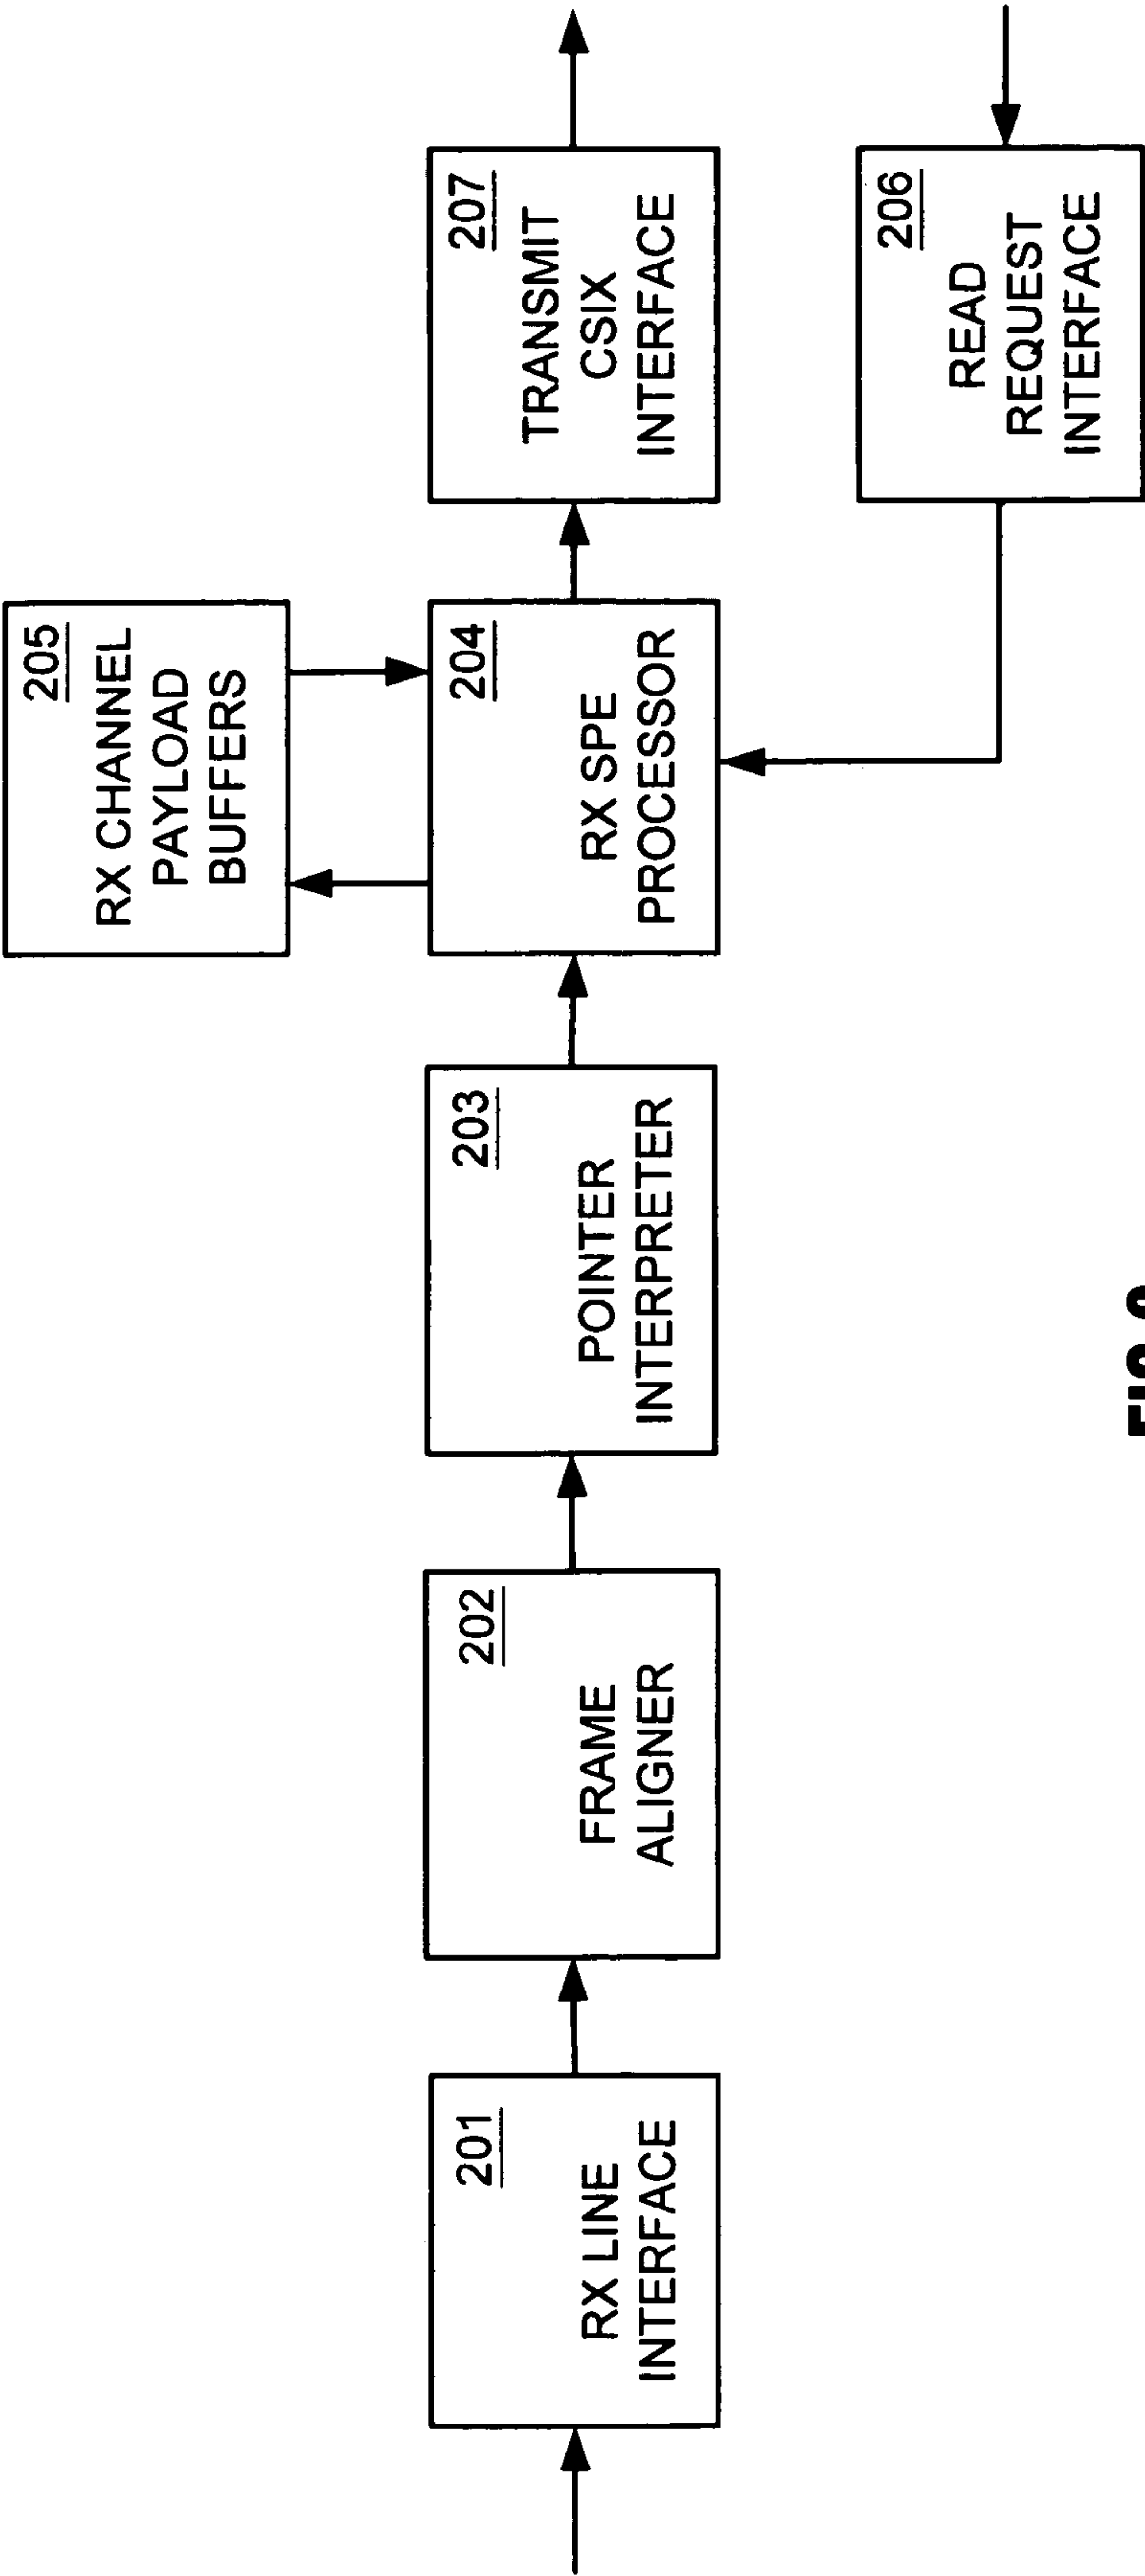 205
RX CHANNEL
PAYLOAD
BUFFERS
201
RX LINE
INTERFACE
202
FRAME
ALIGNER
203
POINTER
INTERPRETER
204
RX SPE
PROCESSOR
207
TRANSMIT
CSIX
INTERFACE
206
READ
REQUEST
INTERFACE
FIG